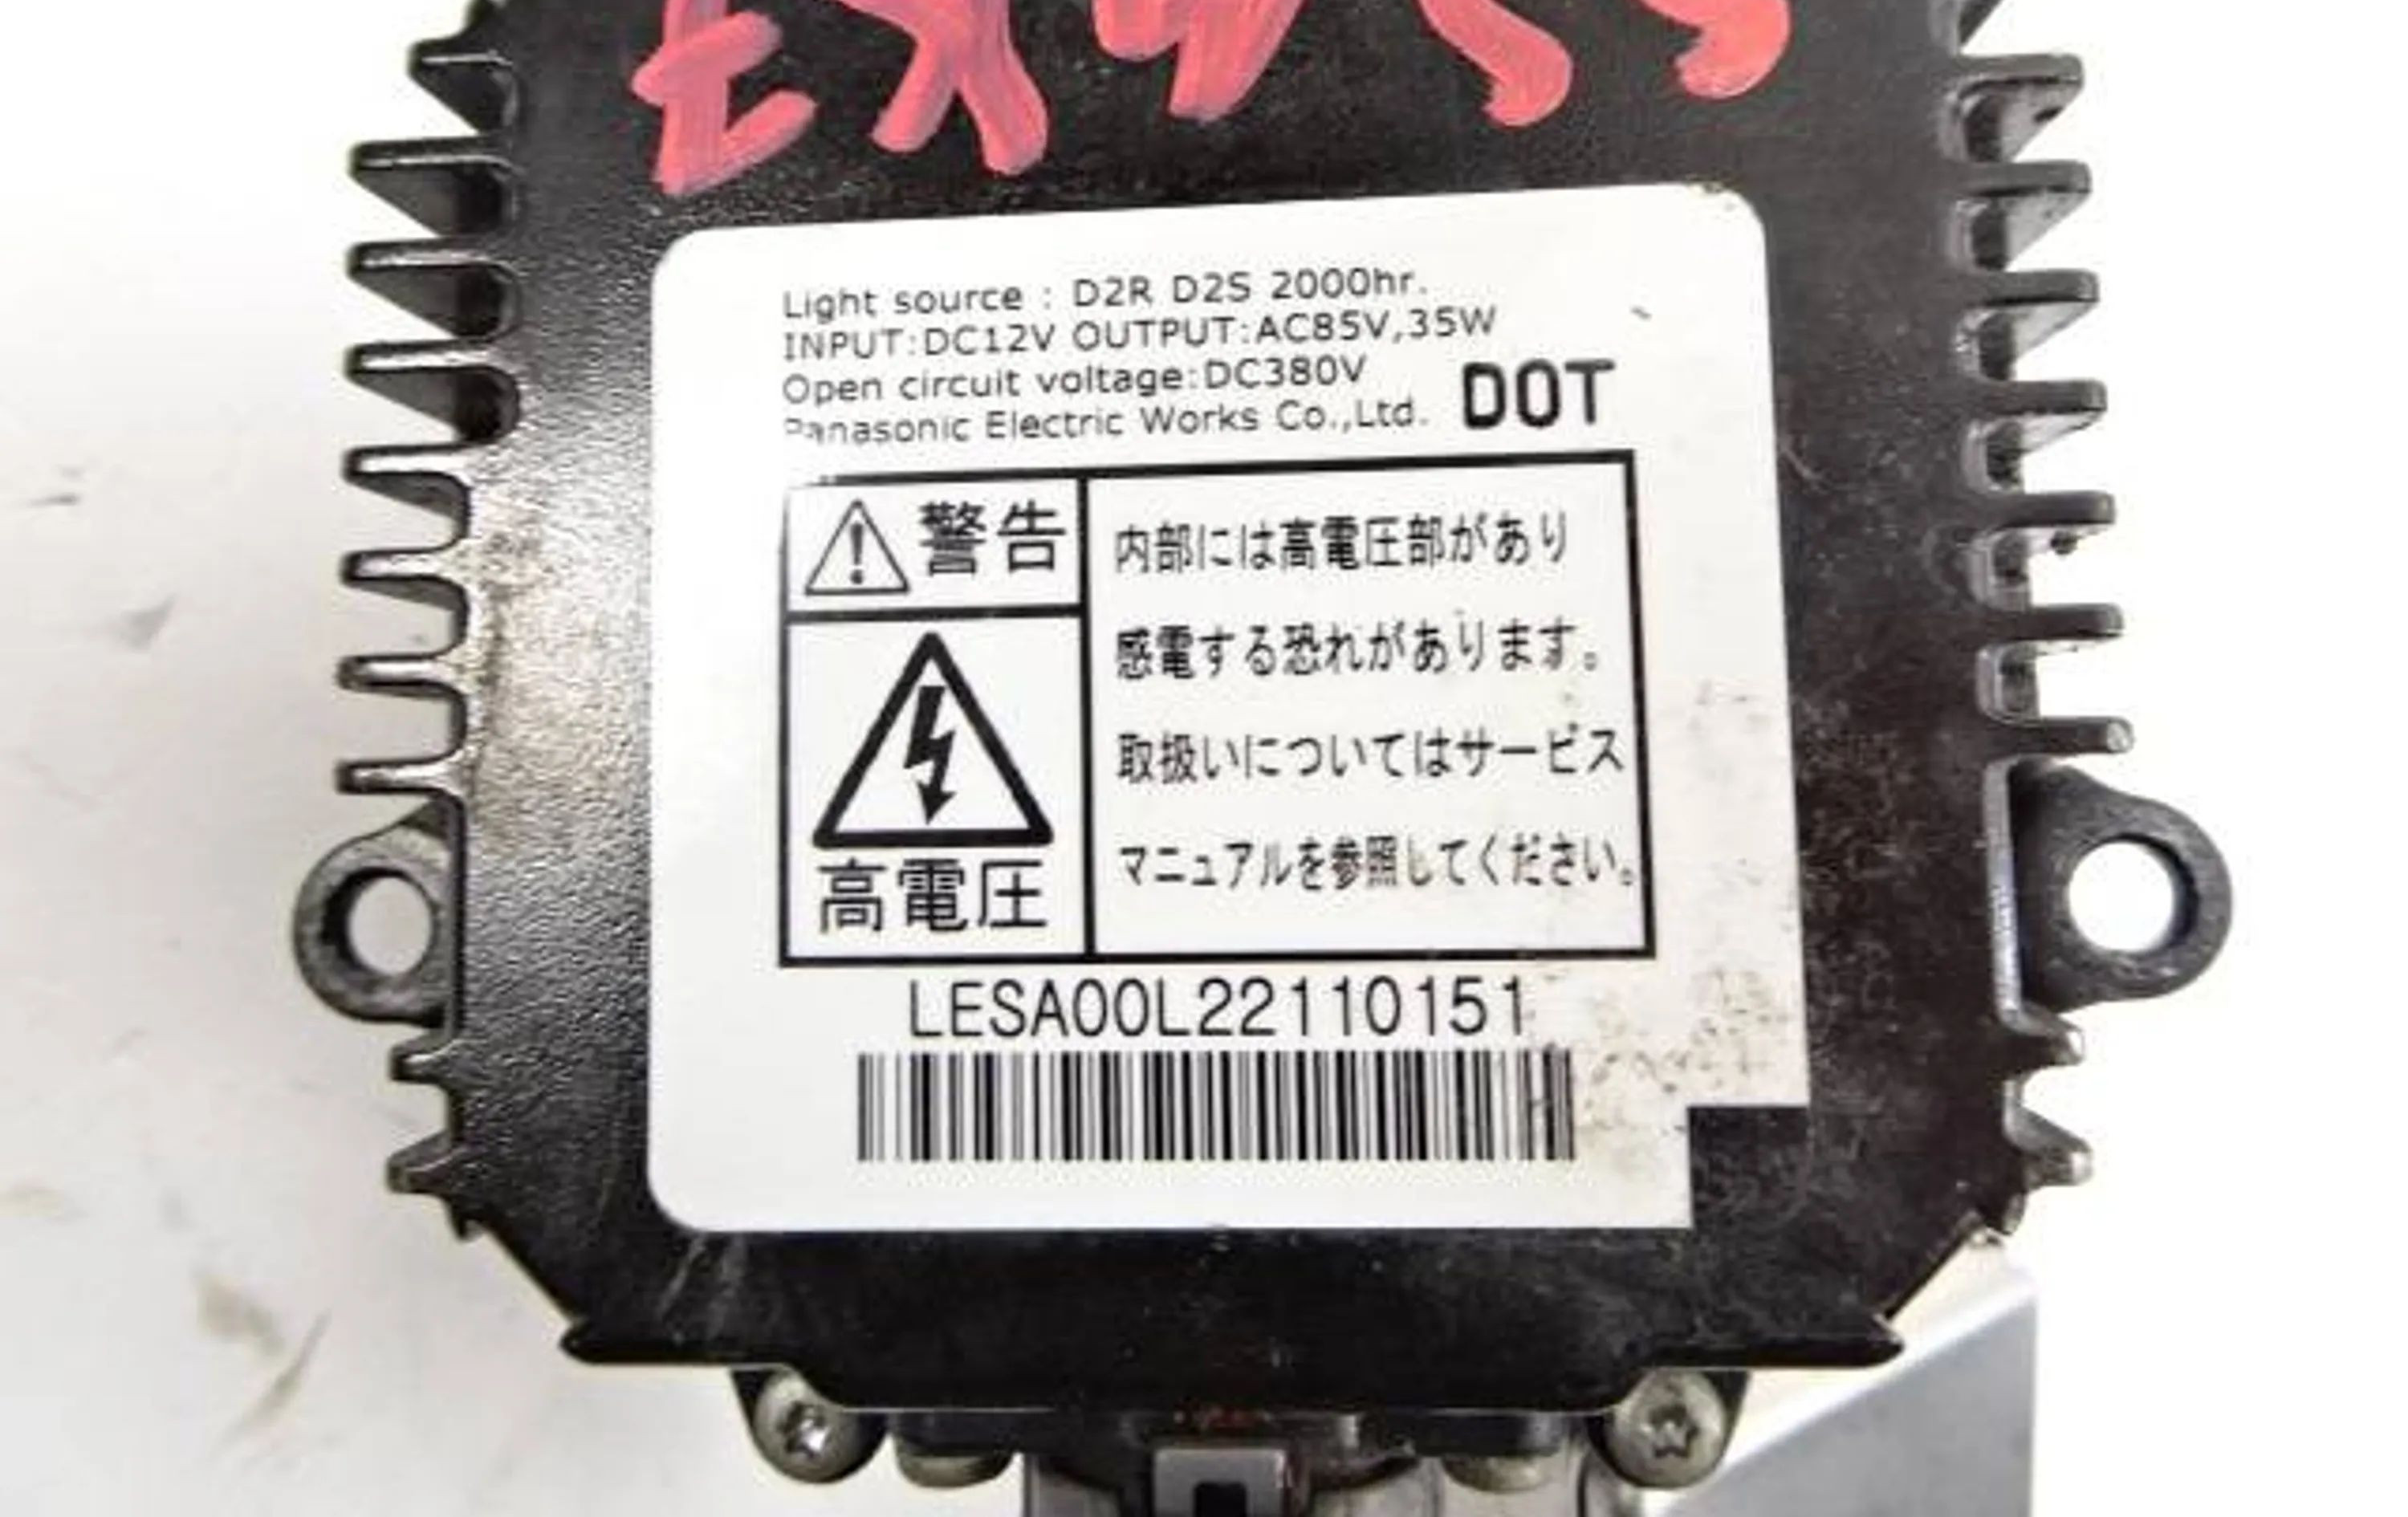 Light source : D2R D2S 2000hr.
INPUT:DC12V OUTPUT:AC85V,35W
Open circuit voltage:DC380V
Panasonic Electric Works Co.,Ltd.
DOT
警告
高電圧
内部には高電圧部があり
感電する恐れがあります。
取扱いについてはサービス
マニュアルを参照してください。
LESA00L22110151